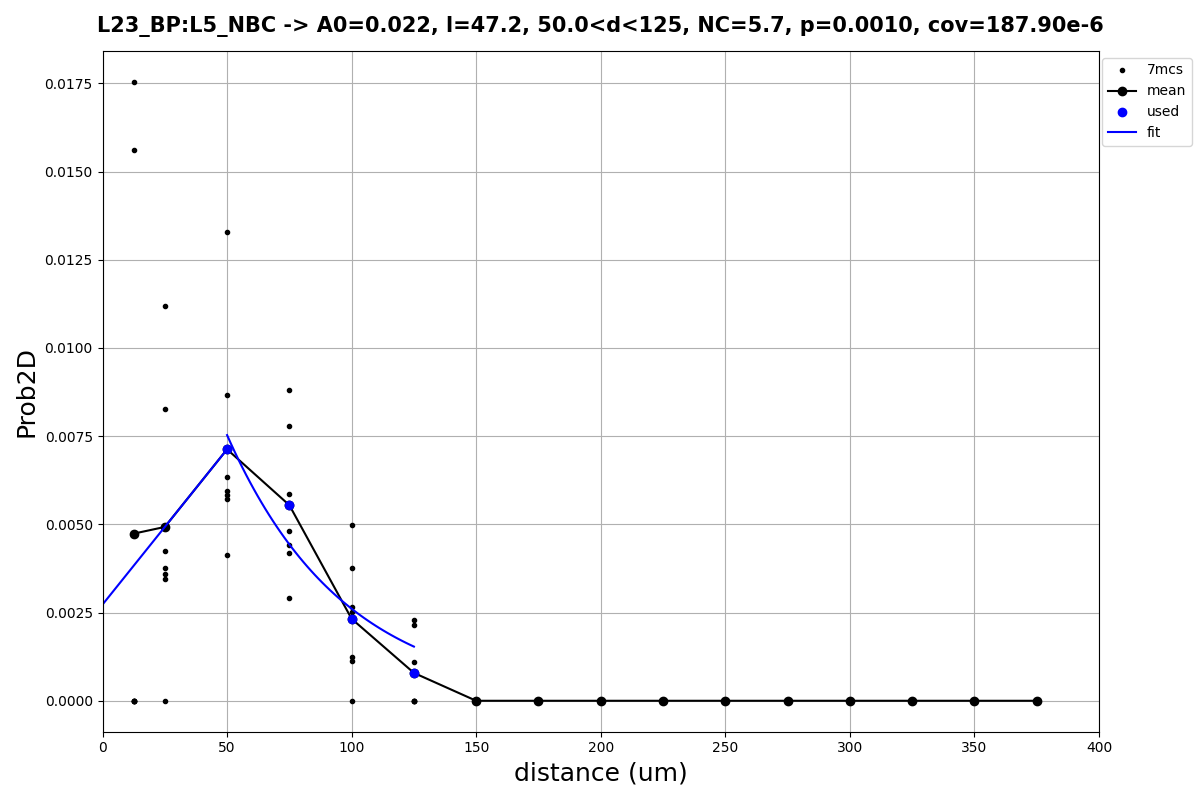 L23_BP:L5_NBC -> A0=0.022, l=47.2, 50.0<d<125, NC=5.7, p=0.0010, cov=187.90e-6
7mcs
mean
used
fit
Prob2D
0.0175
0.0150
0.0125
0.0100
0.0075
0.0050
0.0025
0.0000
0 50 100 150 200 250 300 350 400
distance (um)